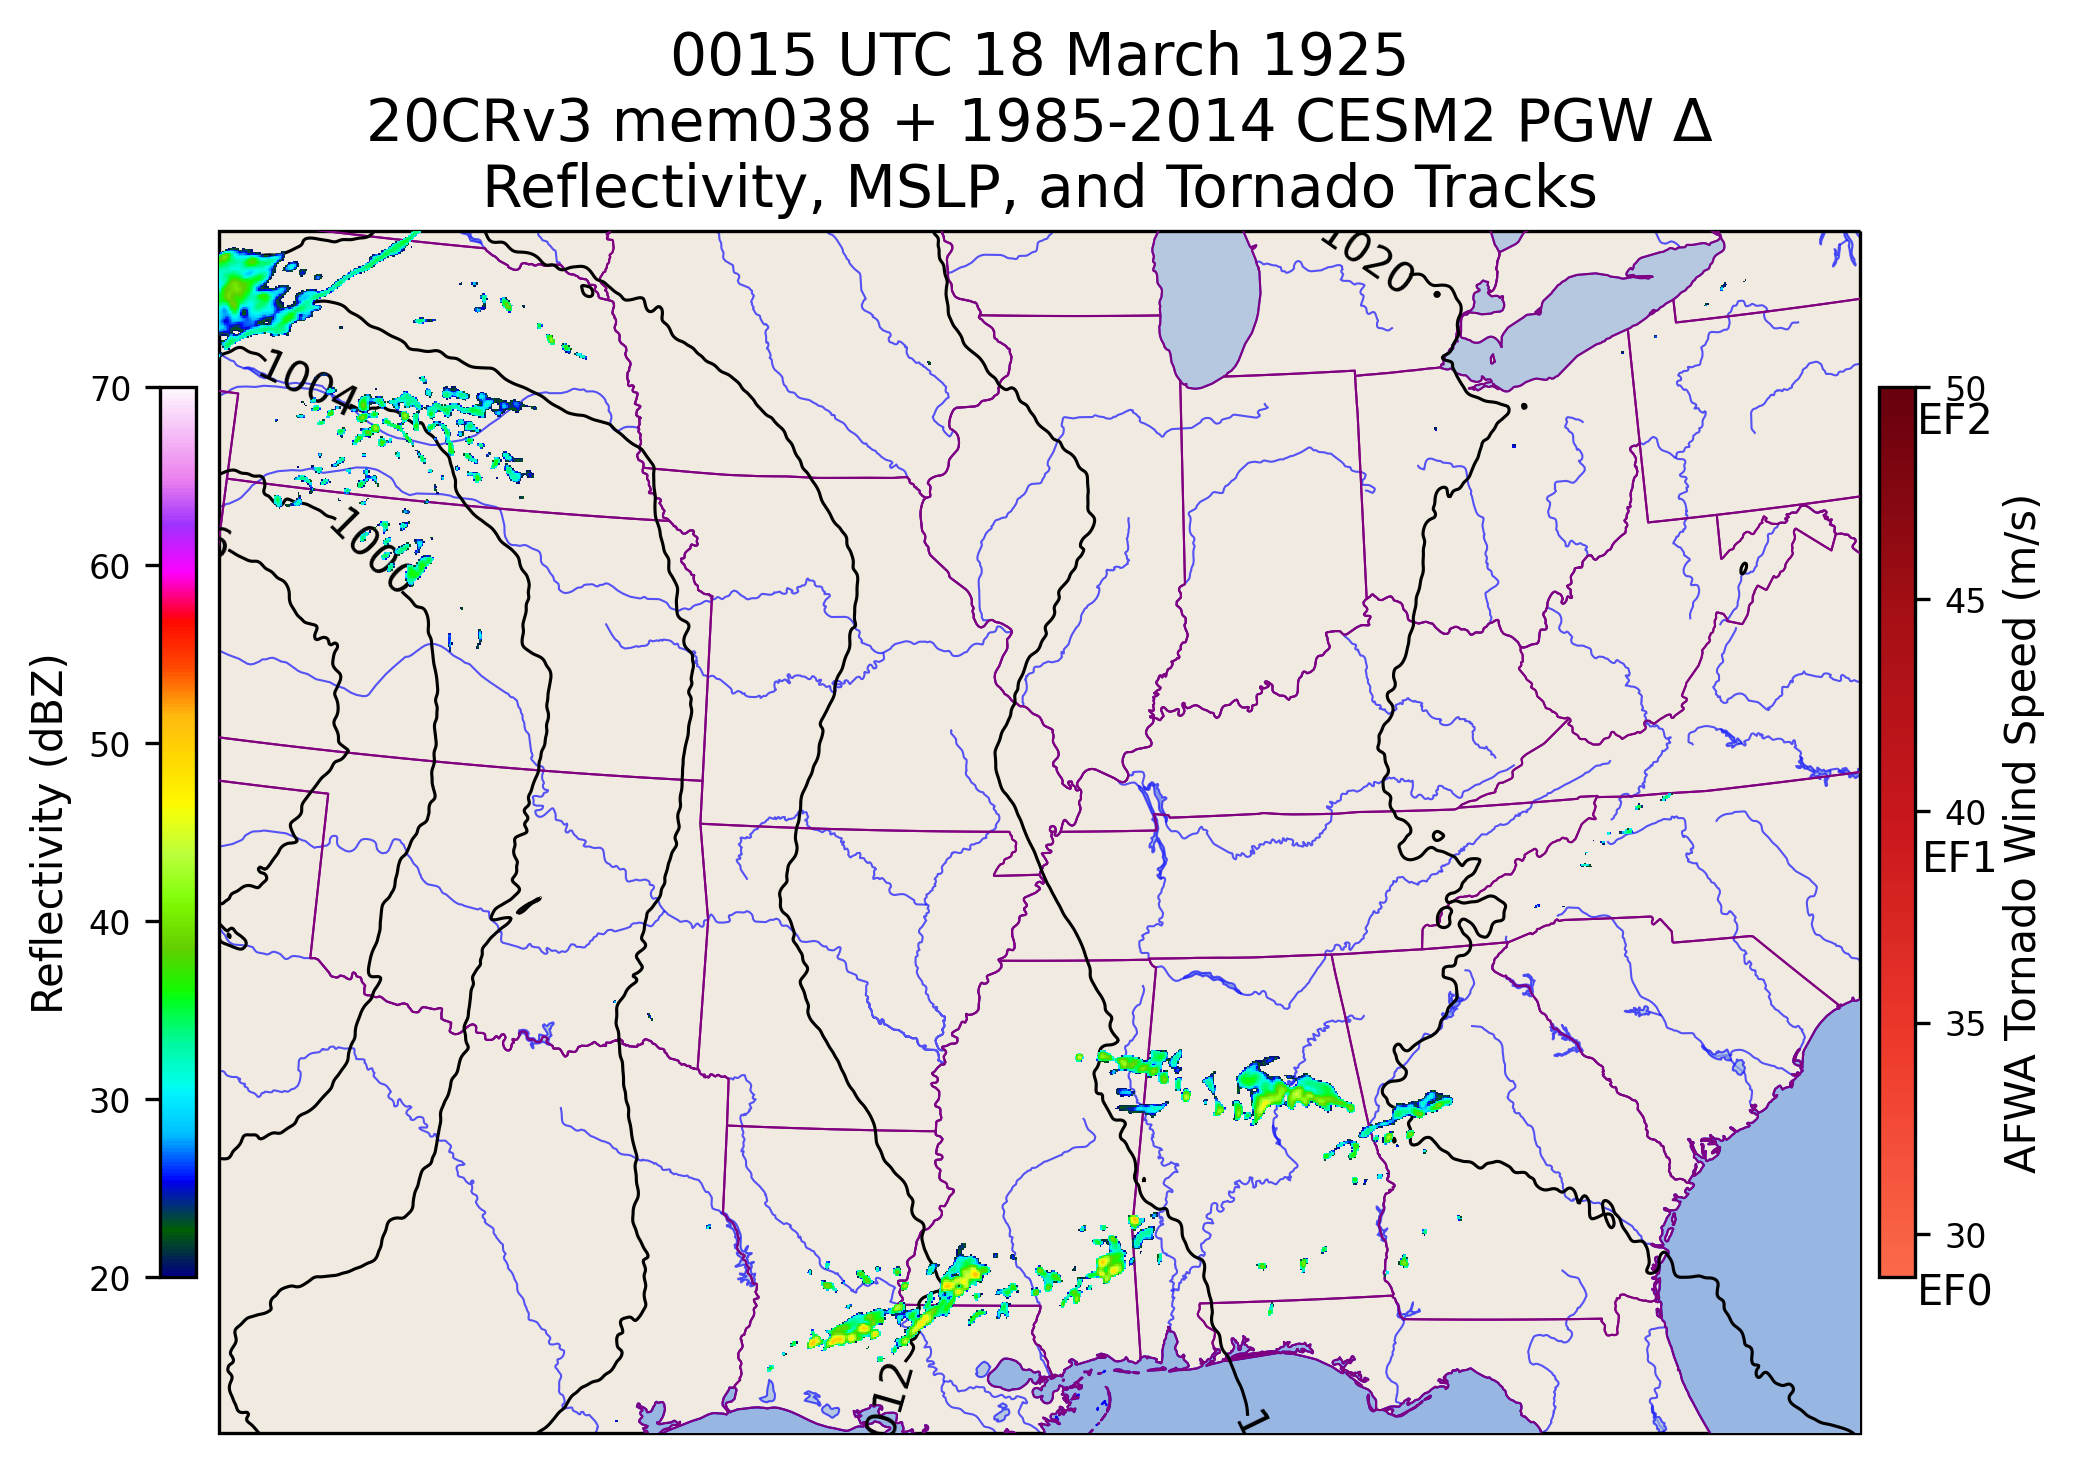 0015 UTC 18 March 1925
20CRv3 mem038 + 1985-2014 CESM2 PGW Δ
Reflectivity, MSLP, and Tornado Tracks
1020
1004
1000
6
012
1
70
60
50
40
30
20
Reflectivity (dBZ)
50
EF2
45
40
EF1
35
30
EF0
AFWA Tornado Wind Speed (m/s)